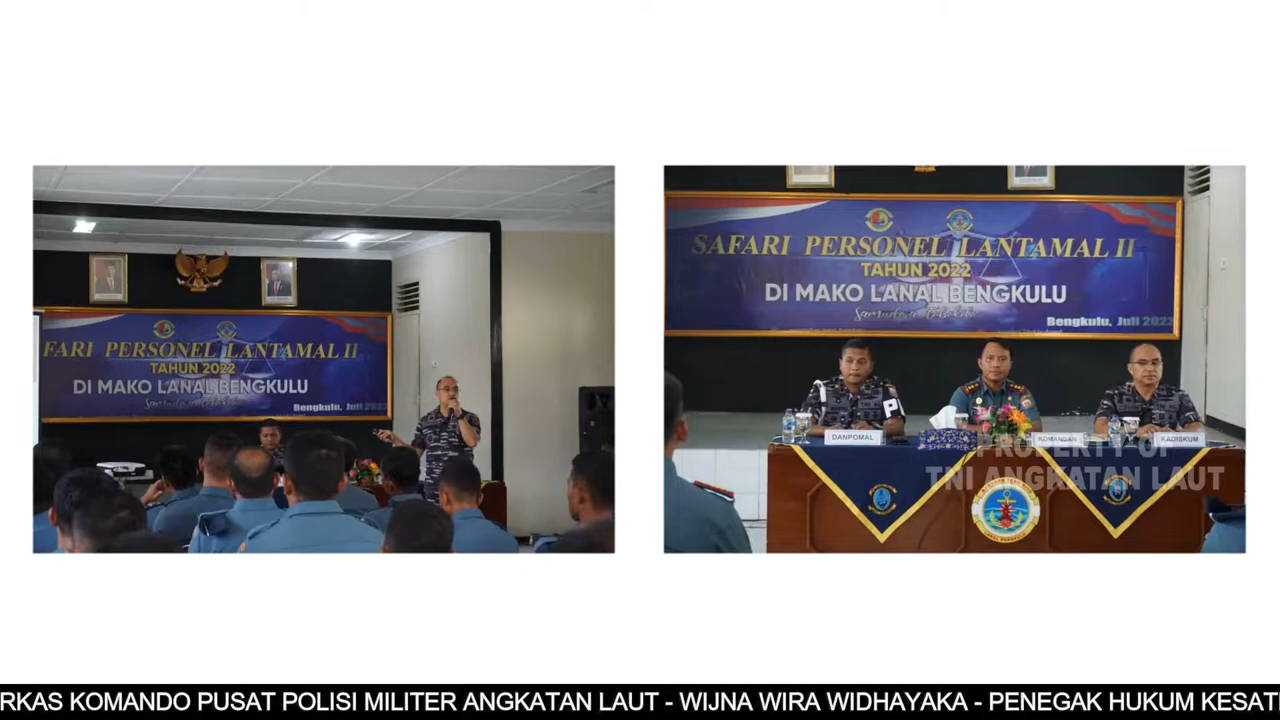 FARI PERSONEL LANTAMAL II
TAHUN 2022
DI MAKO LANAL BENGKULU
Bengkulu, Juli 2022
SAFARI PERSONEL LANTAMAL II
TAHUN 2022
DI MAKO LANAL BENGKULU
Bengkulu, Juli 2022
DANPOMAL
KOMANDAN
KADISKUM
PROPERTY OF
TNI ANGKATAN LAUT
LANAL BENGKULU
RKAS KOMANDO PUSAT POLISI MILITER ANGKATAN LAUT - WIJNA WIRA WIDHAYAKA - PENEGAK HUKUM KESAT